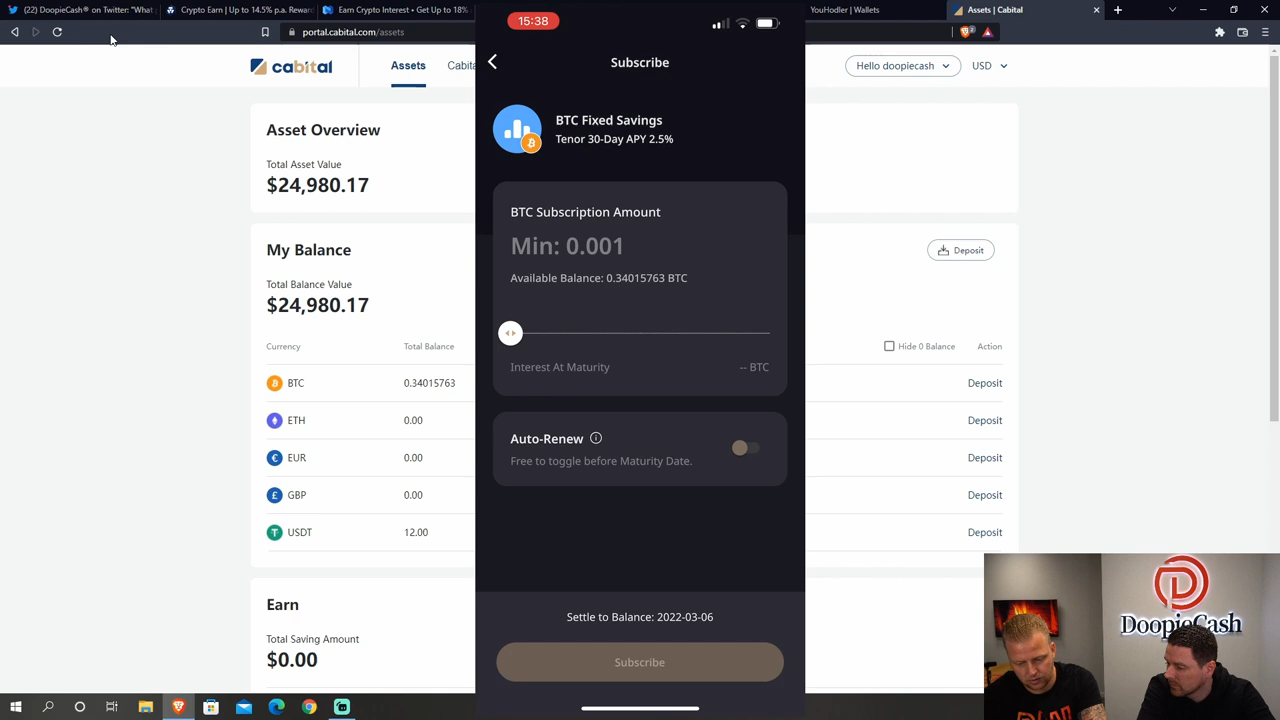 (22) DoopieCash® on Twitter: "What
Crypto Earn | Up to 14.5% p.a. Rewar
Earn Crypto Interest • Get Up to 18%
YouHodler | Wallets
Assets | Cabital
portal.cabital.com/assets
cabital
Assets
Cabita
Hello doopiecash
USD
Asset Overview
Total Asset Value
$24,980.17
My Balance
Deposit
Total Balance Value
$24,980.17
Currency
Total Balance
Hide 0 Balance
Action
BTC
0.34015763
Deposit
ETH
0.00
Deposit
EUR
0.00
Deposit
GBP
0.00
Deposit
USDT
12.00
Deposit
Earn
Total Saving Amount
$0.00
15:38
Subscribe
BTC Fixed Savings
Tenor 30-Day APY 2.5%
BTC Subscription Amount
Min: 0.001
Available Balance: 0.34015763 BTC
Interest At Maturity
-- BTC
Auto-Renew
Free to toggle before Maturity Date.
Settle to Balance: 2022-03-06
Subscribe
DoopieCash